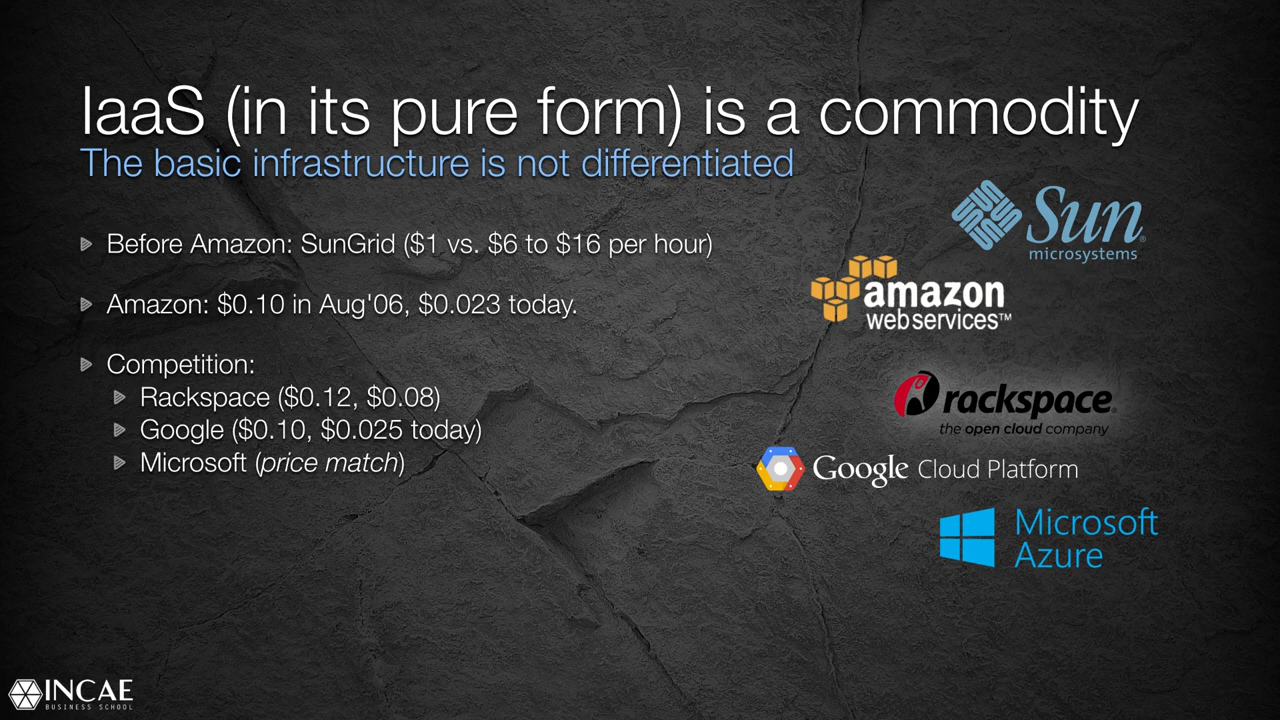 IaaS (in its pure form) is a commodity
The basic infrastructure is not differentiated
Before Amazon: SunGrid ($1 vs. $6 to $16 per hour)
Amazon: $0.10 in Aug'06, $0.023 today.
Competition:
Rackspace ($0.12, $0.08)
Google ($0.10, $0.025 today)
Microsoft (price match)
Sun
microsystems
amazon
webservices™
rackspace
the open cloud company
Google Cloud Platform
Microsoft
Azure
INCAE
BUSINESS SCHOOL